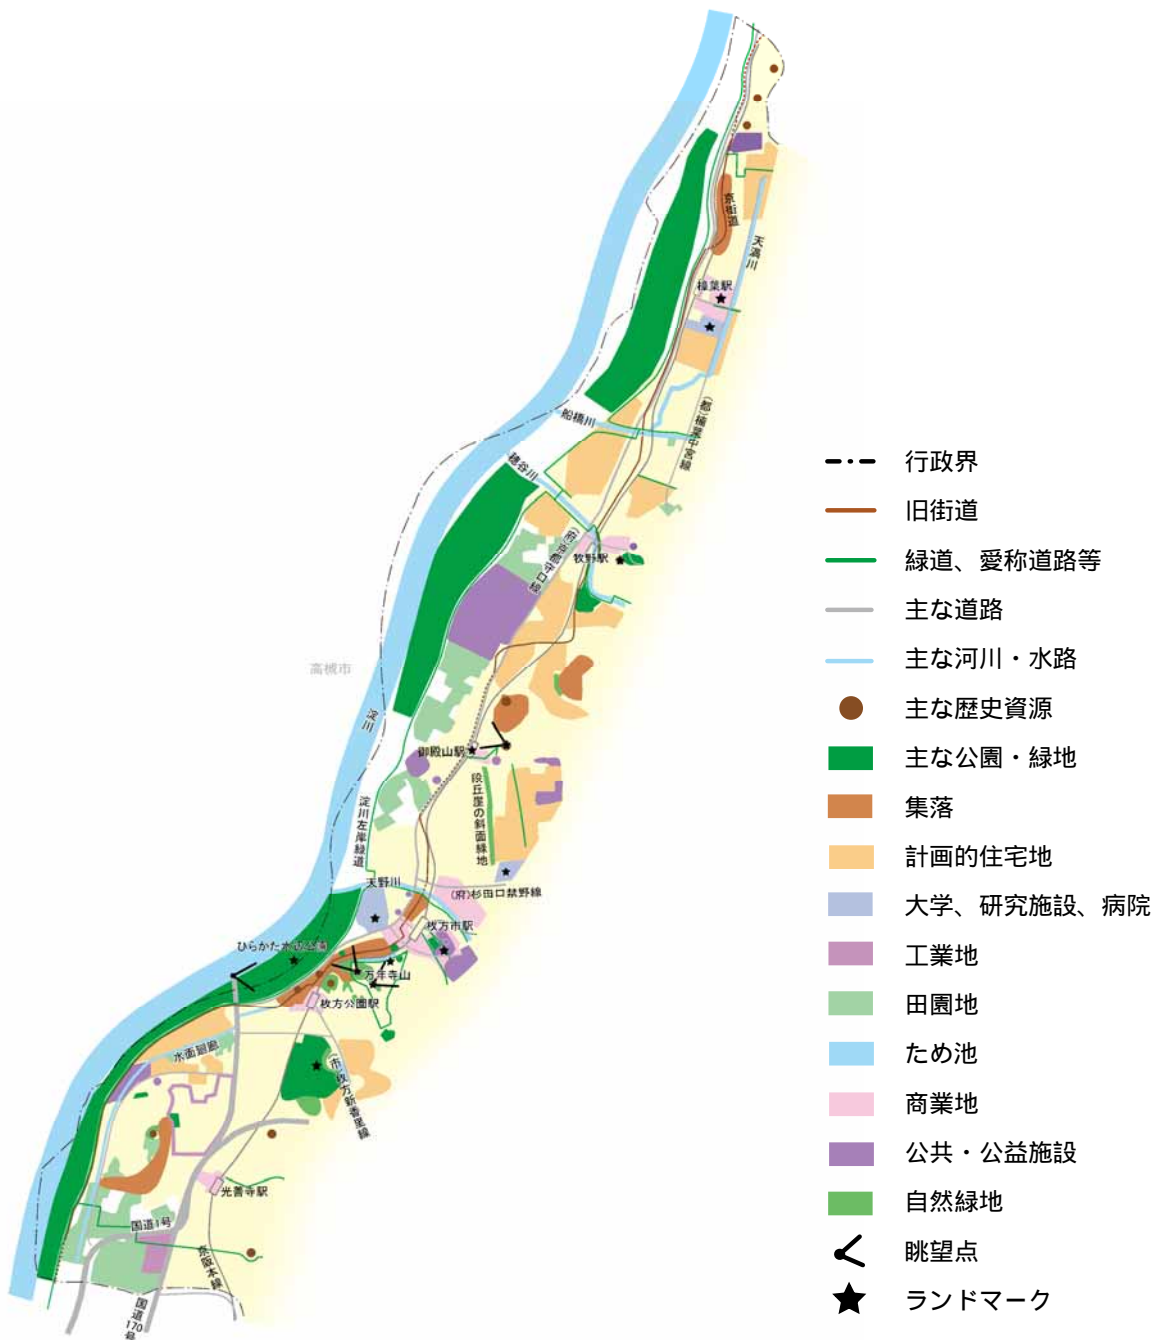 京街道
天満川
樟葉駅
船橋川
(都)楠葉中宮線
穂谷川
(府)京都守口線
牧野駅
高槻市
淀川
御殿山駅
段丘崖の斜面緑地
淀川左岸緑道
天野川
(府)杉田口禁野線
枚方市駅
ひらかた水辺公園
万年寺山
枚方公園駅
水面廻廊
(市)枚方新香里線
光善寺駅
国道1号
京阪本線
国道170号
行政界
旧街道
緑道、愛称道路等
主な道路
主な河川・水路
主な歴史資源
主な公園・緑地
集落
計画的住宅地
大学、研究施設、病院
工業地
田園地
ため池
商業地
公共・公益施設
自然緑地
眺望点
ランドマーク